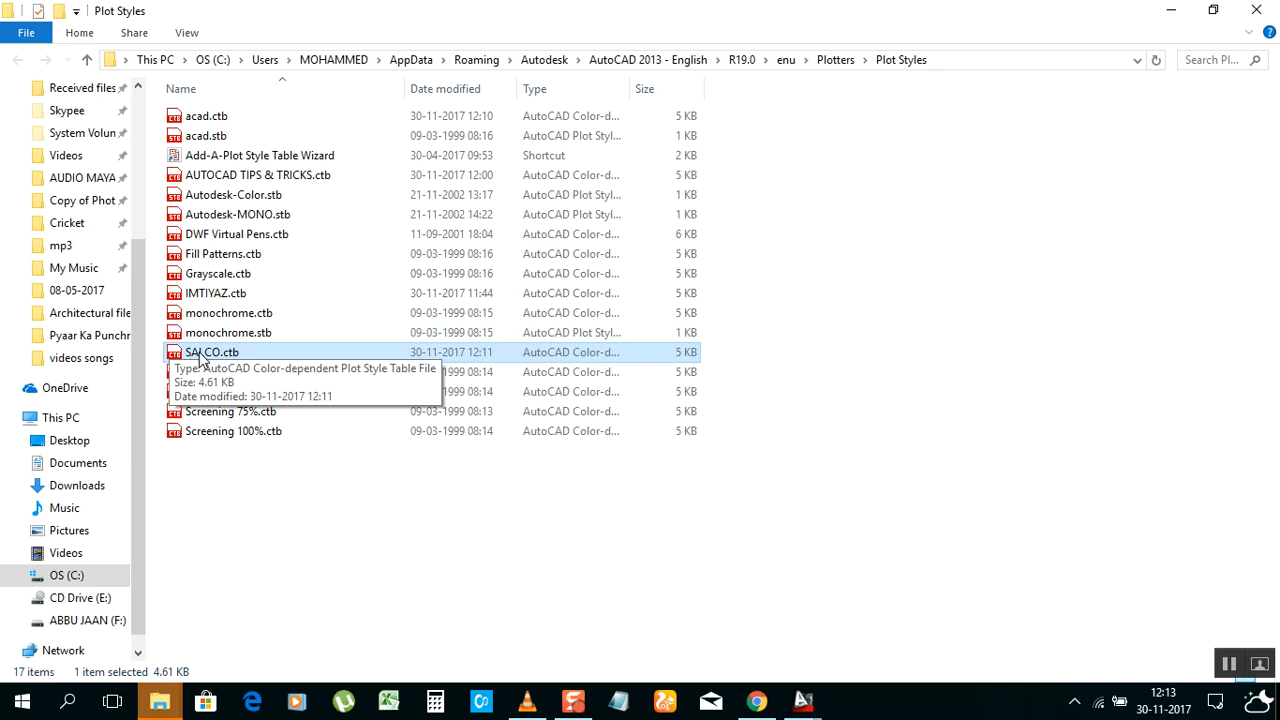 Plot Styles
File Home Share View
This PC OS (C:) Users MOHAMMED AppData Roaming Autodesk AutoCAD 2013 - English R19.0 enu Plotters Plot Styles
Search Pl...
Received files
Skypee
System Volun
Videos
AUDIO MAYA
Copy of Phot
Cricket
mp3
My Music
08-05-2017
Architectural file
Pyaar Ka Punchr
videos songs
OneDrive
This PC
Desktop
Documents
Downloads
Music
Pictures
Videos
OS (C:)
CD Drive (E:)
ABBU JAAN (F:)
Network
Name Date modified Type Size
acad.ctb 30-11-2017 12:10 AutoCAD Color-d... 5 KB
acad.stb 09-03-1999 08:16 AutoCAD Plot Styl... 1 KB
Add-A-Plot Style Table Wizard 30-04-2017 09:53 Shortcut 2 KB
AUTOCAD TIPS & TRICKS.ctb 30-11-2017 12:00 AutoCAD Color-d... 5 KB
Autodesk-Color.stb 21-11-2002 13:17 AutoCAD Plot Styl... 1 KB
Autodesk-MONO.stb 21-11-2002 14:22 AutoCAD Plot Styl... 1 KB
DWF Virtual Pens.ctb 11-09-2001 18:04 AutoCAD Color-d... 6 KB
Fill Patterns.ctb 09-03-1999 08:16 AutoCAD Color-d... 5 KB
Grayscale.ctb 09-03-1999 08:16 AutoCAD Color-d... 5 KB
IMTIYAZ.ctb 30-11-2017 11:44 AutoCAD Color-d... 5 KB
monochrome.ctb 09-03-1999 08:15 AutoCAD Color-d... 5 KB
monochrome.stb 09-03-1999 08:15 AutoCAD Plot Styl... 1 KB
SALCO.ctb 30-11-2017 12:11 AutoCAD Color-d... 5 KB
09-03-1999 08:14 AutoCAD Color-d... 5 KB
09-03-1999 08:14 AutoCAD Color-d... 5 KB
Screening 75%.ctb 09-03-1999 08:13 AutoCAD Color-d... 5 KB
Screening 100%.ctb 09-03-1999 08:14 AutoCAD Color-d... 5 KB
Type: AutoCAD Color-dependent Plot Style Table File
Size: 4.61 KB
Date modified: 30-11-2017 12:11
17 items 1 item selected 4.61 KB
12:13
30-11-2017